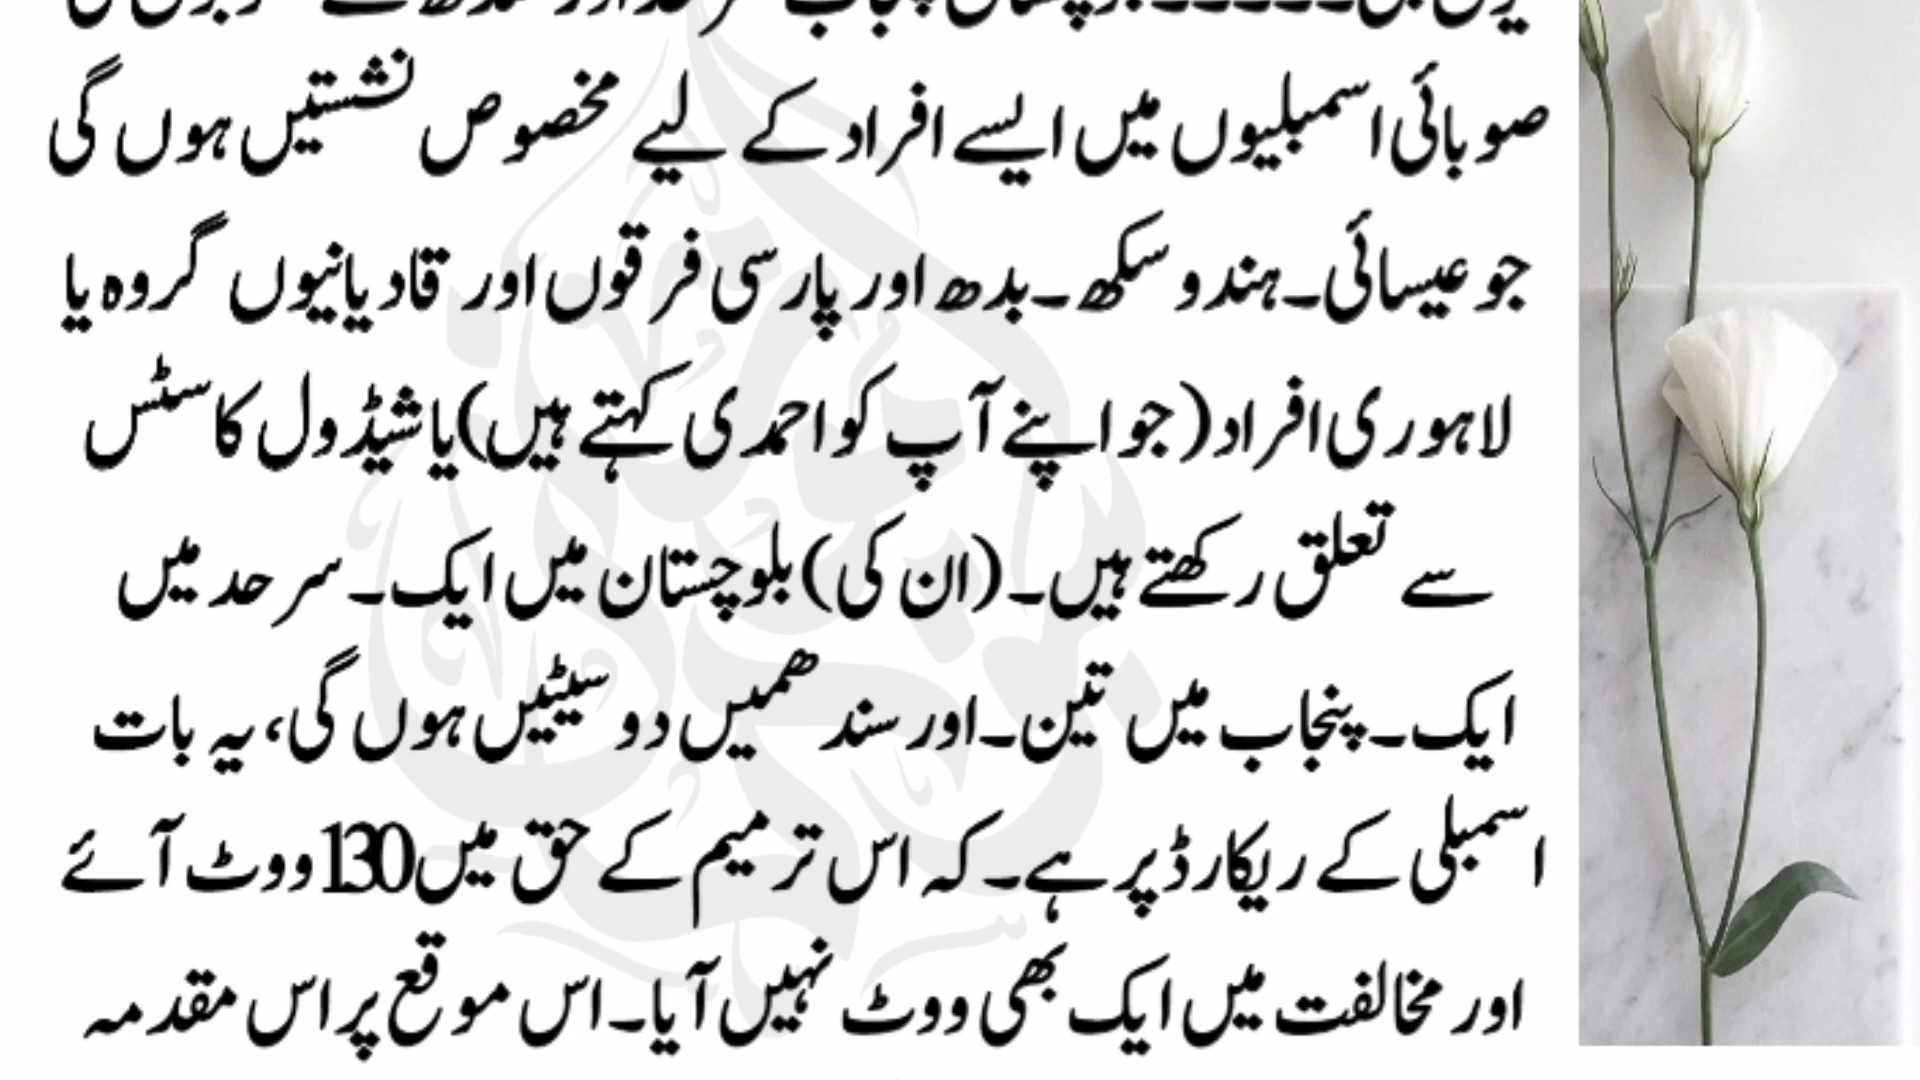 صوبائی اسمبلیوں میں ایسے افراد کے لیے مخصوص نشستیں ہوں گی
جو عیسائی۔ہندو سکھ۔بدھ اور پارسی فرقوں اور قادیانیوں گروہ یا
لاہوری افراد(جو اپنے آپ کو احمدی کہتے ہیں)یا شیڈول کاسٹس
سے تعلق رکھتے ہیں۔(ان کی) بلوچستان میں ایک۔سرحد میں
ایک۔پنجاب میں تین۔اور سندھمیں دو سیٹیں ہوں گی، یہ بات
اسمبلی کے ریکارڈ پر ہے۔کہ اس ترمیم کے حق میں130 ووٹ آئے
اور مخالفت میں ایک بھی ووٹ نہیں آیا۔اس موقع پر اس مقدمہ